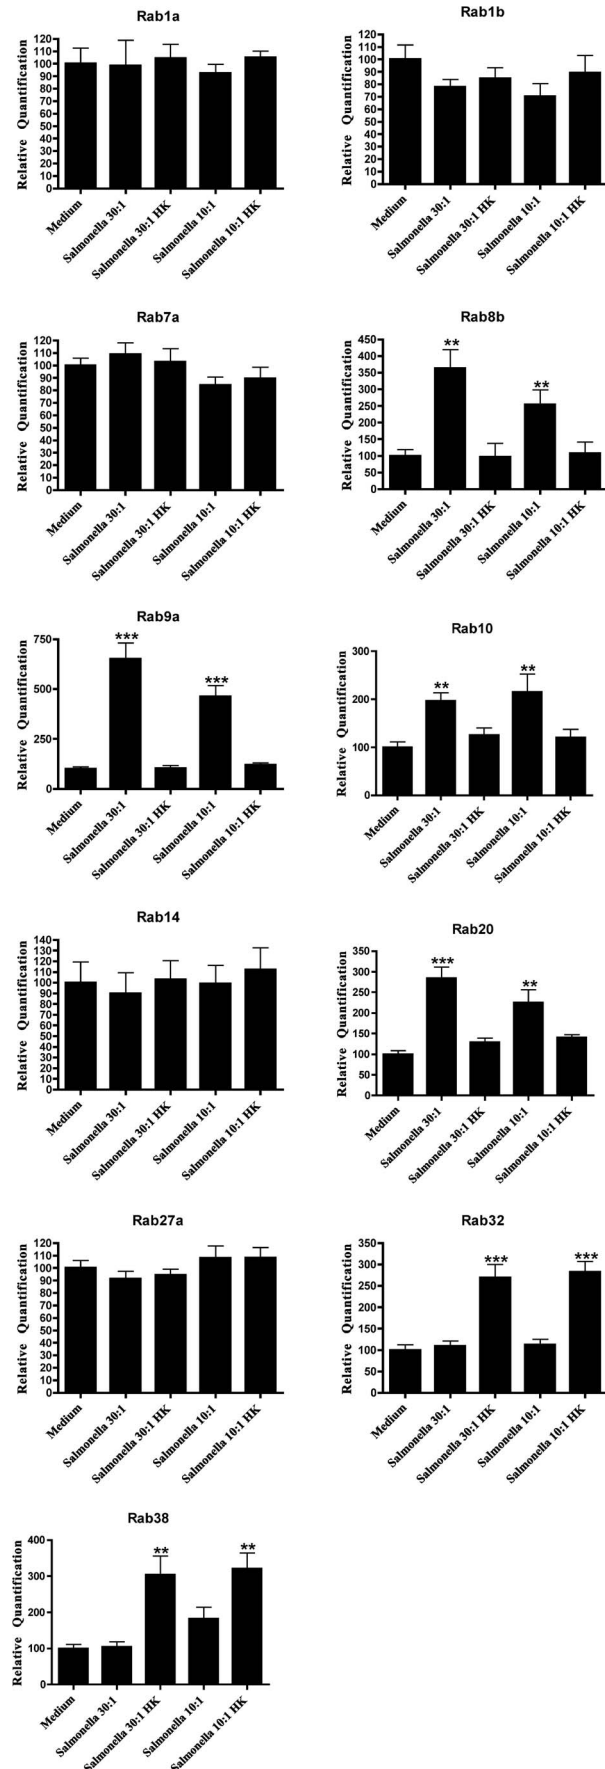 Rab1a
Relative Quantification
120
110
100
90
80
70
60
50
40
30
20
10
0
Medium
Salmonella 30:1
Salmonella 30:1 HK
Salmonella 10:1
Salmonella 10:1 HK
Rab1b
Relative Quantification
120
110
100
90
80
70
60
50
40
30
20
10
0
Medium
Salmonella 30:1
Salmonella 30:1 HK
Salmonella 10:1
Salmonella 10:1 HK
Rab7a
Relative Quantification
120
110
100
90
80
70
60
50
40
30
20
10
0
Medium
Salmonella 30:1
Salmonella 30:1 HK
Salmonella 10:1
Salmonella 10:1 HK
Rab8b
Relative Quantification
450
400
350
300
250
200
150
100
50
0
**
**
Medium
Salmonella 30:1
Salmonella 30:1 HK
Salmonella 10:1
Salmonella 10:1 HK
Rab9a
Relative Quantification
750
500
250
0
***
***
Medium
Salmonella 30:1
Salmonella 30:1 HK
Salmonella 10:1
Salmonella 10:1 HK
Rab10
Relative Quantification
300
200
100
0
**
**
Medium
Salmonella 30:1
Salmonella 30:1 HK
Salmonella 10:1
Salmonella 10:1 HK
Rab14
Relative Quantification
140
130
120
110
100
90
80
70
60
50
40
30
20
10
0
Medium
Salmonella 30:1
Salmonella 30:1 HK
Salmonella 10:1
Salmonella 10:1 HK
Rab20
Relative Quantification
350
300
250
200
150
100
50
0
***
**
Medium
Salmonella 30:1
Salmonella 30:1 HK
Salmonella 10:1
Salmonella 10:1 HK
Rab27a
Relative Quantification
120
110
100
90
80
70
60
50
40
30
20
10
0
Medium
Salmonella 30:1
Salmonella 30:1 HK
Salmonella 10:1
Salmonella 10:1 HK
Rab32
Relative Quantification
350
300
250
200
150
100
50
0
***
***
Medium
Salmonella 30:1
Salmonella 30:1 HK
Salmonella 10:1
Salmonella 10:1 HK
Rab38
Relative Quantification
400
300
200
100
0
**
**
Medium
Salmonella 30:1
Salmonella 30:1 HK
Salmonella 10:1
Salmonella 10:1 HK